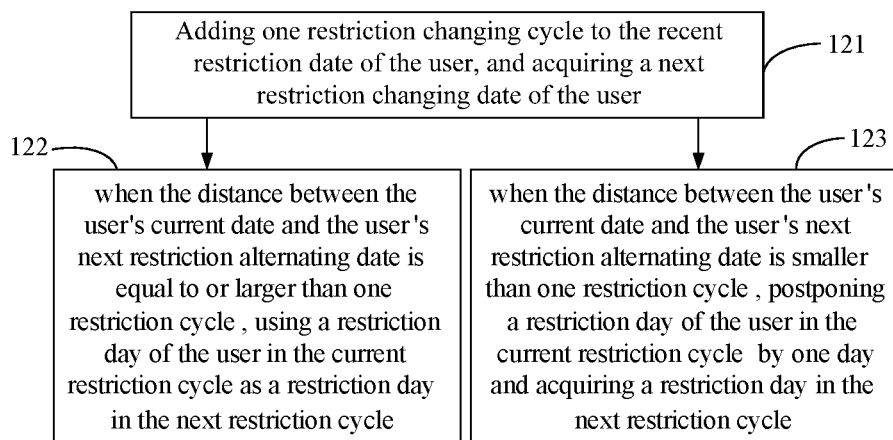 Adding one restriction changing cycle to the recent
restriction date of the user, and acquiring a next
restriction changing date of the user
121
122
123
when the distance between the
user's current date and the user's
next restriction alternating date is
equal to or larger than one
restriction cycle , using a restriction
day of the user in the current
restriction cycle as a restriction day
in the next restriction cycle
when the distance between the user's
current date and the user's next
restriction alternating date is smaller
than one restriction cycle , postponing
a restriction day of the user in the
current restriction cycle by one day
and acquiring a restriction day in the
next restriction cycle